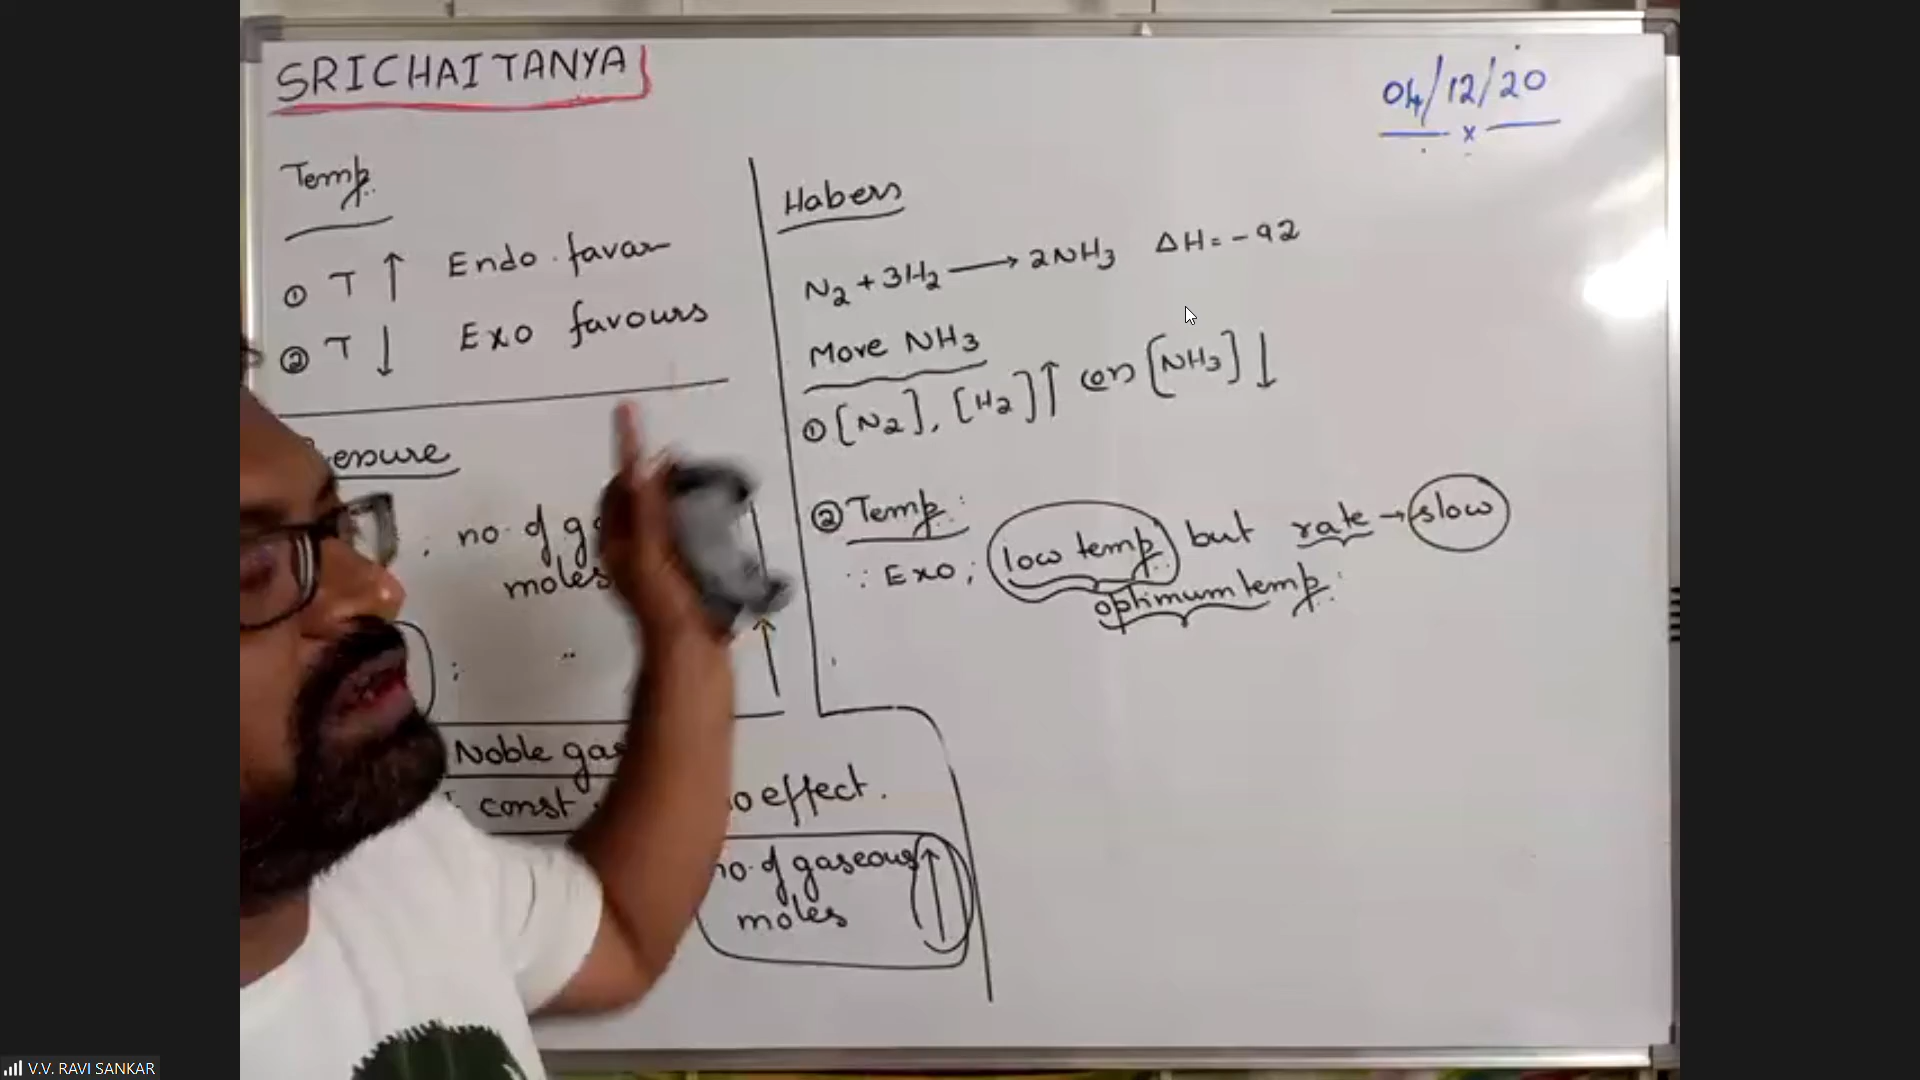 SRICHAITANYA
04/12/20
x
Temp.
① T ↑ Endo favour
② T ↓ Exo favours
no. of
moles
Noble gas
const
no effect.
no. of gaseous ↑
moles
Habers
N2 + 3H2 → 2NH3 ΔH = -92
More NH3
① [N2], [H2] ↑ (or) [NH3] ↓
② Temp:
∵ Exo; low temp. but rate → slow
optimum temp.
V.V. RAVI SANKAR